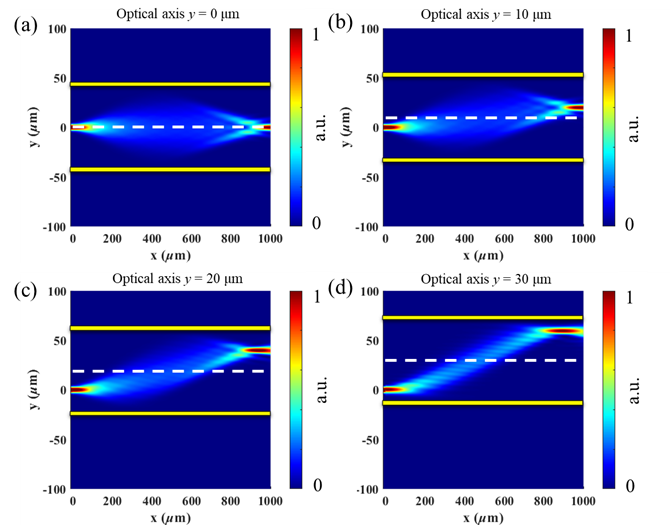 Optical axis y = 0 μm
Optical axis y = 10 μm
(a)
(b)
100
50
0
-50
-100
y (μm)
0 200 400 600 800 1000
x (μm)
1
0
a.u.
100
50
0
-50
-100
y (μm)
0 200 400 600 800 1000
x (μm)
1
0
a.u.
Optical axis y = 20 μm
Optical axis y = 30 μm
(c)
(d)
100
50
0
-50
-100
y (μm)
0 200 400 600 800 1000
x (μm)
1
0
a.u.
100
50
0
-50
-100
y (μm)
0 200 400 600 800 1000
x (μm)
1
0
a.u.